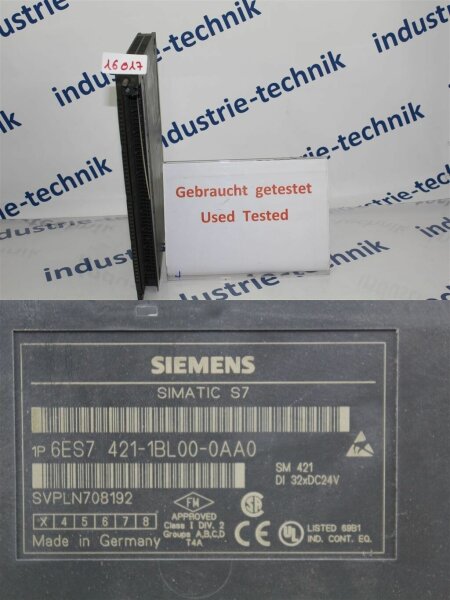 16017
industrie-technik
industrie-technik
industrie-technik
industrie-technik
Gebraucht getestet
Used Tested
SIEMENS
SIMATIC S7
1P 6ES7 421-1BL00-0AA0
SM 421
DI 32xDC24V
SVPLN708192
X 4 5 6 7 8
Made in Germany
FM
APPROVED
Class I DIV. 2
Groups A,B,C,D
T4A
LISTED 69B1
IND. CONT. EQ.